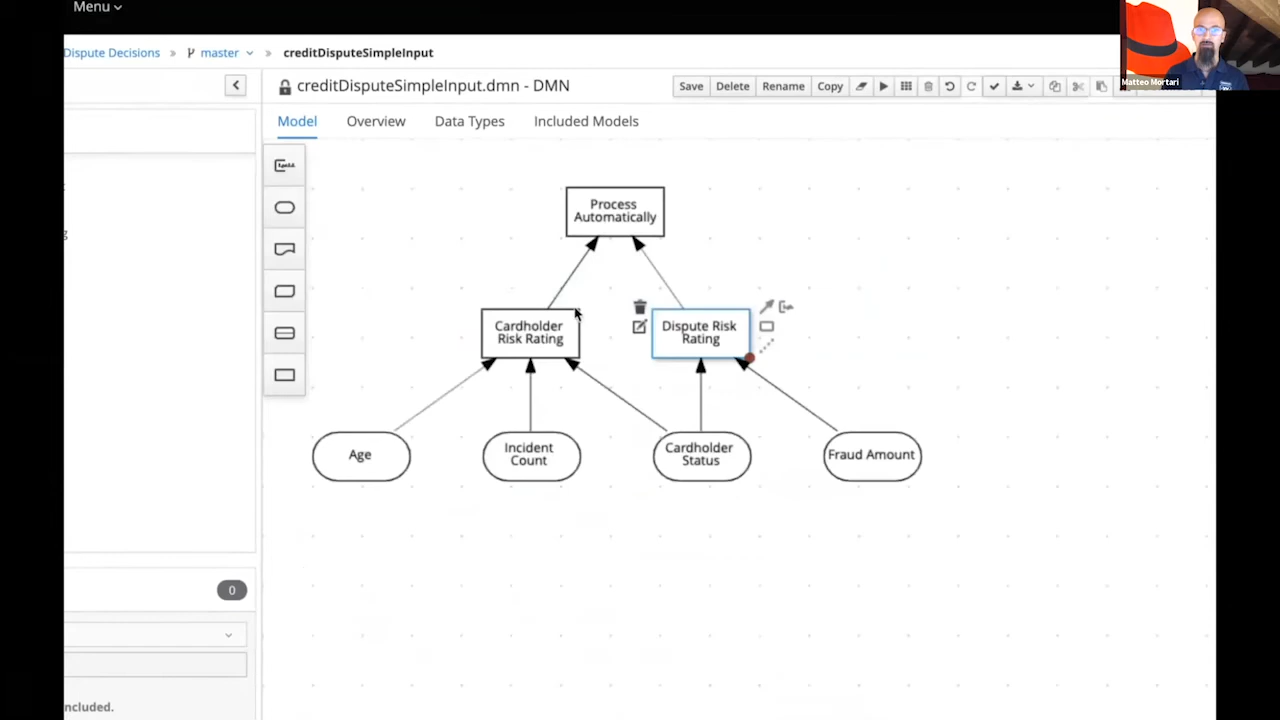 Menu
Matteo Mortari
Dispute Decisions » master » creditDisputeSimpleInput
creditDisputeSimpleInput.dmn - DMN
Save Delete Rename Copy
Model Overview Data Types Included Models
Process
Automatically
Cardholder
Risk Rating
Dispute Risk
Rating
Age
Incident
Count
Cardholder
Status
Fraud Amount
0
ncluded.